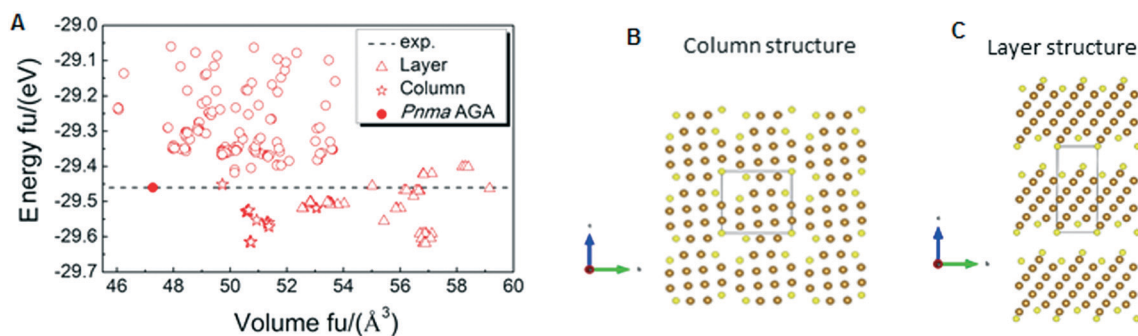 A
Energy fu/(eV)
-29.0
-29.1
-29.2
-29.3
-29.4
-29.5
-29.6
-29.7
46 48 50 52 54 56 58 60
Volume fu/(Å³)
exp.
Layer
Column
Pnma AGA
B
Column structure
C
Layer structure